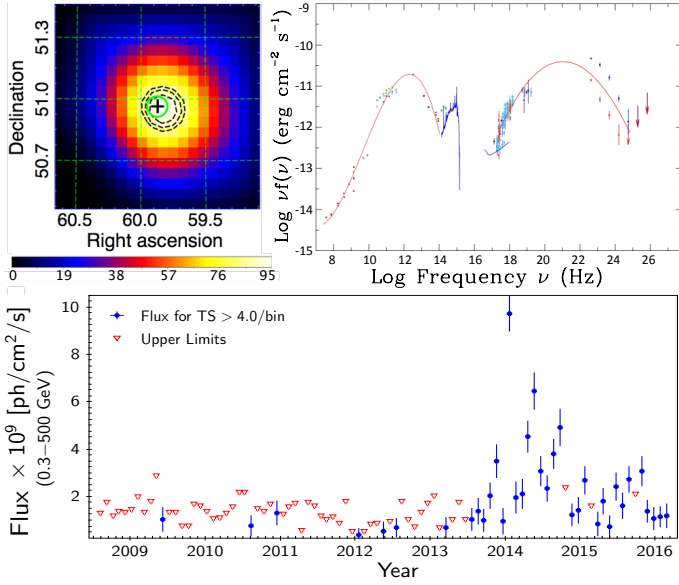 51.3
51.0
50.7
Declination
60.5 60.0 59.5
Right ascension
0 19 38 57 76 95
-9
-10
-11
-12
-13
-14
-15
Log νf(ν) (erg cm⁻² s⁻¹)
8 10 12 14 16 18 20 22 24 26
Log Frequency ν (Hz)
10
8
6
4
2
Flux × 10⁹ [ph/cm²/s]
(0.3−500 GeV)
Flux for TS > 4.0/bin
Upper Limits
2009 2010 2011 2012 2013 2014 2015 2016
Year